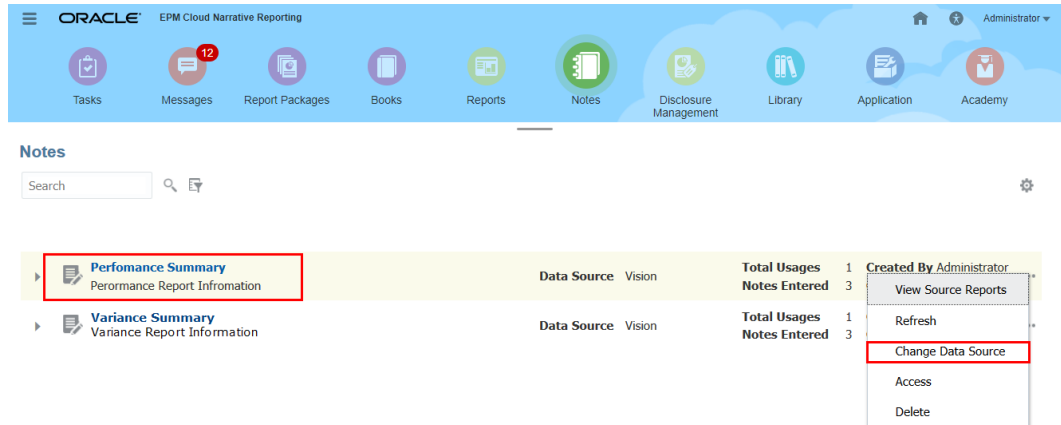 ORACLE® EPM Cloud Narrative Reporting Administrator
12
Tasks Messages Report Packages Books Reports Notes Disclosure Management Library Application Academy
Notes
Search
Perfomance Summary Data Source Vision Total Usages 1 Created By Administrator
Perormance Report Infromation Notes Entered 3
View Source Reports
Variance Summary Data Source Vision Total Usages 1
Variance Report Information Notes Entered 3
Refresh
Change Data Source
Access
Delete